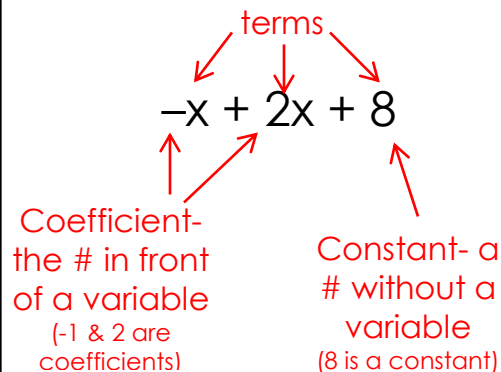 terms
–x + 2x + 8
Coefficient-
the # in front
of a variable
(-1 & 2 are
coefficients)
Constant- a
# without a
variable
(8 is a constant)